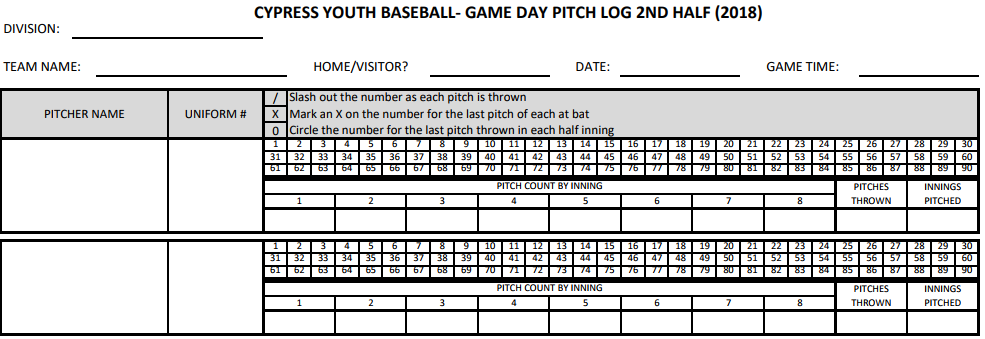 CYPRESS YOUTH BASEBALL- GAME DAY PITCH LOG 2ND HALF (2018)
DIVISION:
TEAM NAME: HOME/VISITOR? DATE: GAME TIME:
PITCHER NAME UNIFORM #
/ Slash out the number as each pitch is thrown
X Mark an X on the number for the last pitch of each at bat
0 Circle the number for the last pitch thrown in each half inning
1 2 3 4 5 6 7 8 9 10 11 12 13 14 15 16 17 18 19 20 21 22 23 24 25 26 27 28 29 30
31 32 33 34 35 36 37 38 39 40 41 42 43 44 45 46 47 48 49 50 51 52 53 54 55 56 57 58 59 60
61 62 63 64 65 66 67 68 69 70 71 72 73 74 75 76 77 78 79 80 81 82 83 84 85 86 87 88 89 90
PITCH COUNT BY INNING PITCHES INNINGS
1 2 3 4 5 6 7 8 THROWN PITCHED
1 2 3 4 5 6 7 8 9 10 11 12 13 14 15 16 17 18 19 20 21 22 23 24 25 26 27 28 29 30
31 32 33 34 35 36 37 38 39 40 41 42 43 44 45 46 47 48 49 50 51 52 53 54 55 56 57 58 59 60
61 62 63 64 65 66 67 68 69 70 71 72 73 74 75 76 77 78 79 80 81 82 83 84 85 86 87 88 89 90
PITCH COUNT BY INNING PITCHES INNINGS
1 2 3 4 5 6 7 8 THROWN PITCHED